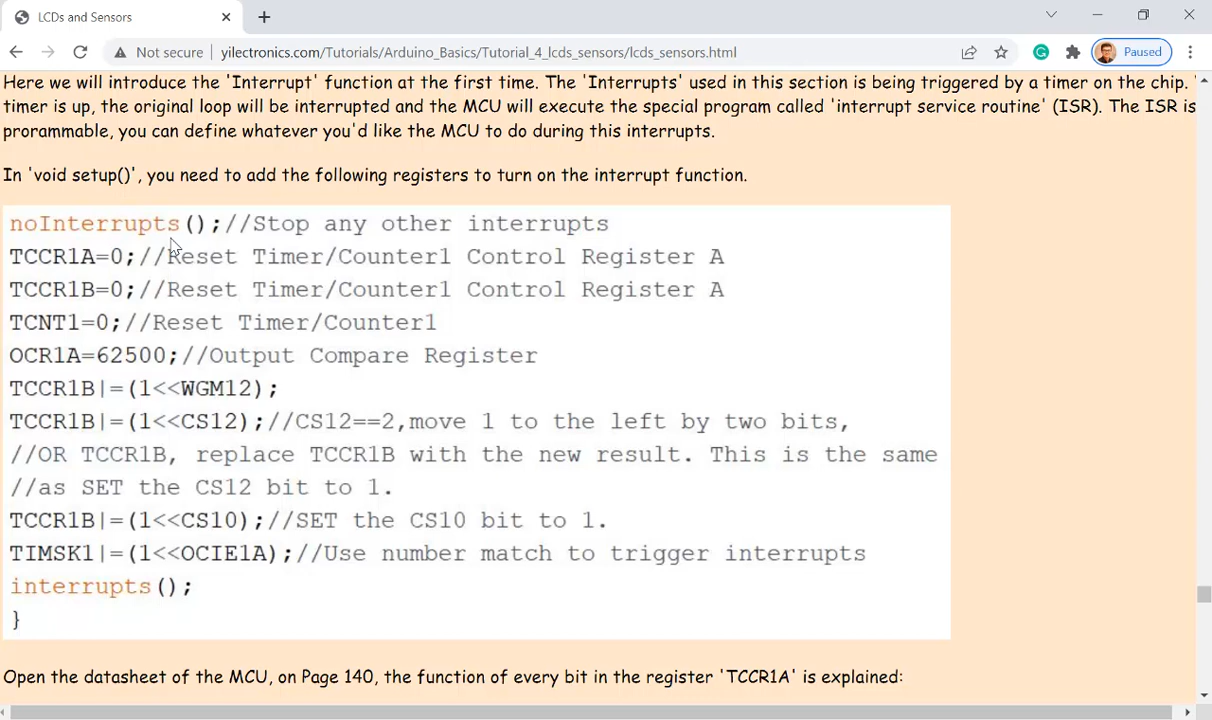 LCDs and Sensors
Not secure
yilectronics.com/Tutorials/Arduino_Basics/Tutorial_4_lcds_sensors/lcds_sensors.html
Paused
Here we will introduce the 'Interrupt' function at the first time. The 'Interrupts' used in this section is being triggered by a timer on the chip.
timer is up, the original loop will be interrupted and the MCU will execute the special program called 'interrupt service routine' (ISR). The ISR is
prorammable, you can define whatever you'd like the MCU to do during this interrupts.
In 'void setup()', you need to add the following registers to turn on the interrupt function.
noInterrupts();//Stop any other interrupts
TCCR1A=0;//Reset Timer/Counter1 Control Register A
TCCR1B=0;//Reset Timer/Counter1 Control Register A
TCNT1=0;//Reset Timer/Counter1
OCR1A=62500;//Output Compare Register
TCCR1B|=(1<<WGM12);
TCCR1B|=(1<<CS12);//CS12==2,move 1 to the left by two bits,
//OR TCCR1B, replace TCCR1B with the new result. This is the same
//as SET the CS12 bit to 1.
TCCR1B|=(1<<CS10);//SET the CS10 bit to 1.
TIMSK1|=(1<<OCIE1A);//Use number match to trigger interrupts
interrupts();
}
Open the datasheet of the MCU, on Page 140, the function of every bit in the register 'TCCR1A' is explained: